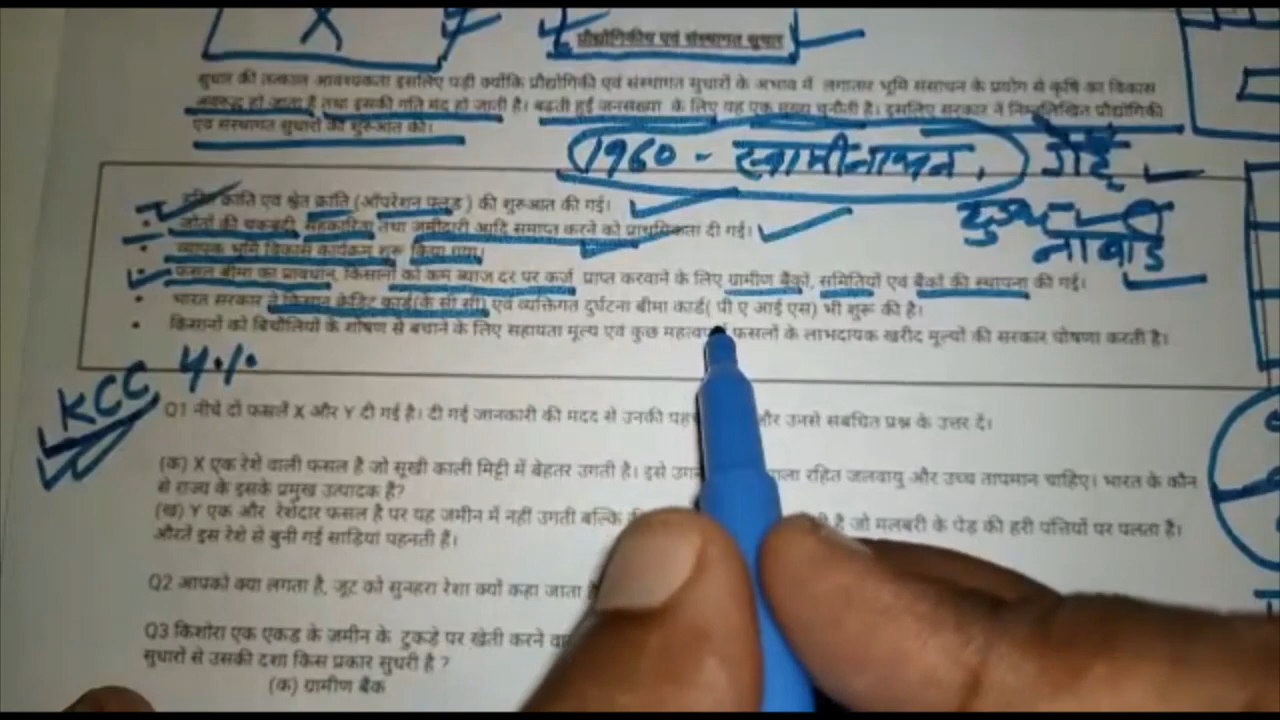 X
प्रौद्योगिकीय एवं संस्थागत सुधार
सुधार की तत्काल आवश्यकता इसलिए पड़ी क्योंकि प्रौद्योगिकी एवं संस्थागत सुधारों के अभाव में लगातार भूमि संसाधन के प्रयोग से कृषि का विकास
अवरुद्ध हो जाता है तथा इसकी गति मंद हो जाती है। बढ़ती हुई जनसंख्या के लिए यह एक मुख्य चुनौती है। इसलिए सरकार ने निम्नलिखित प्रौद्योगिकी
एवं संस्थागत सुधारों की शुरुआत की।
1960 - स्वामीनाथन. गेहूँ
हरित क्रांति एवं श्वेत क्रांति (ऑपरेशन फ्लड) की शुरुआत की गई।
दुग्ध
• जोतों की चकबंदी, सहकारिता तथा जमींदारी आदि समाप्त करने को प्राथमिकता दी गई।
नाबार्ड
• व्यापक भूमि विकास कार्यक्रम शुरू किया गया।
• फसल बीमा का प्रावधान, किसानों को कम ब्याज दर पर कर्ज प्राप्त करवाने के लिए ग्रामीण बैंकों, समितियों एवं बैंकों की स्थापना की गई।
• भारत सरकार ने किसान क्रेडिट कार्ड(के सी सी) एवं व्यक्तिगत दुर्घटना बीमा कार्ड( पी ए आई एस) भी शुरू की है।
• किसानों को बिचौलियों के शोषण से बचाने के लिए सहायता मूल्य एवं कुछ फसलों के लाभदायक खरीद मूल्यों की सरकार घोषणा करती है।
KCC 4%
Q1 नीचे दो फसलें X और Y दी गई है। दी गई जानकारी की मदद से उनकी और उनसे संबंधित प्रश्न के उत्तर दें।
(क) X एक रेशे वाली फसल है जो सूखी काली मिट्टी में बेहतर उगती है। इसे रहित जलवायु और उच्च तापमान चाहिए। भारत के कौन
से राज्य के इसके प्रमुख उत्पादक है?
(ख) Y एक और रेशेदार फसल है पर यह जमीन में नहीं उगती बल्कि है जो मलबरी के पेड़ की हरी पत्तियों पर पलता है।
औरतें इस रेशे से बुनी गई साड़ियां पहनती हैं।
Q2 आपको क्या लगता है, जूट को सुनहरा रेशा क्यों कहा जाता
Q3 किशोरा एक एकड़ के ज़मीन के टुकड़े पर खेती करने
सुधारों से उसकी दशा किस प्रकार सुधरी है ?
(क) ग्रामीण बैंक